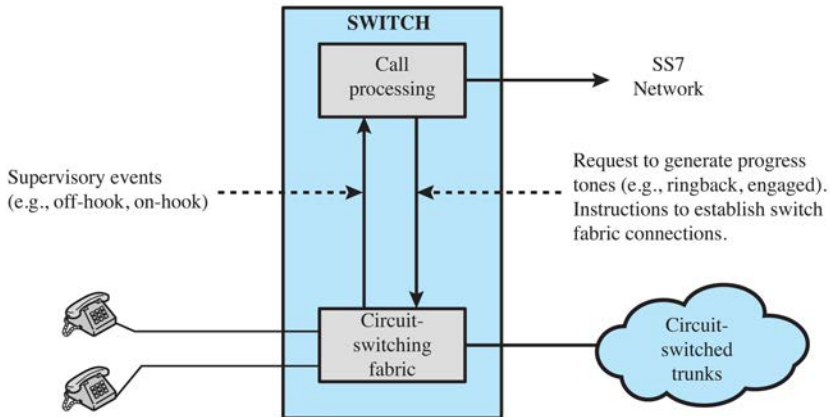 SWITCH
Call
processing
SS7
Network
Supervisory events
(e.g., off-hook, on-hook)
Request to generate progress
tones (e.g., ringback, engaged).
Instructions to establish switch
fabric connections.
Circuit-
switching
fabric
Circuit-
switched
trunks